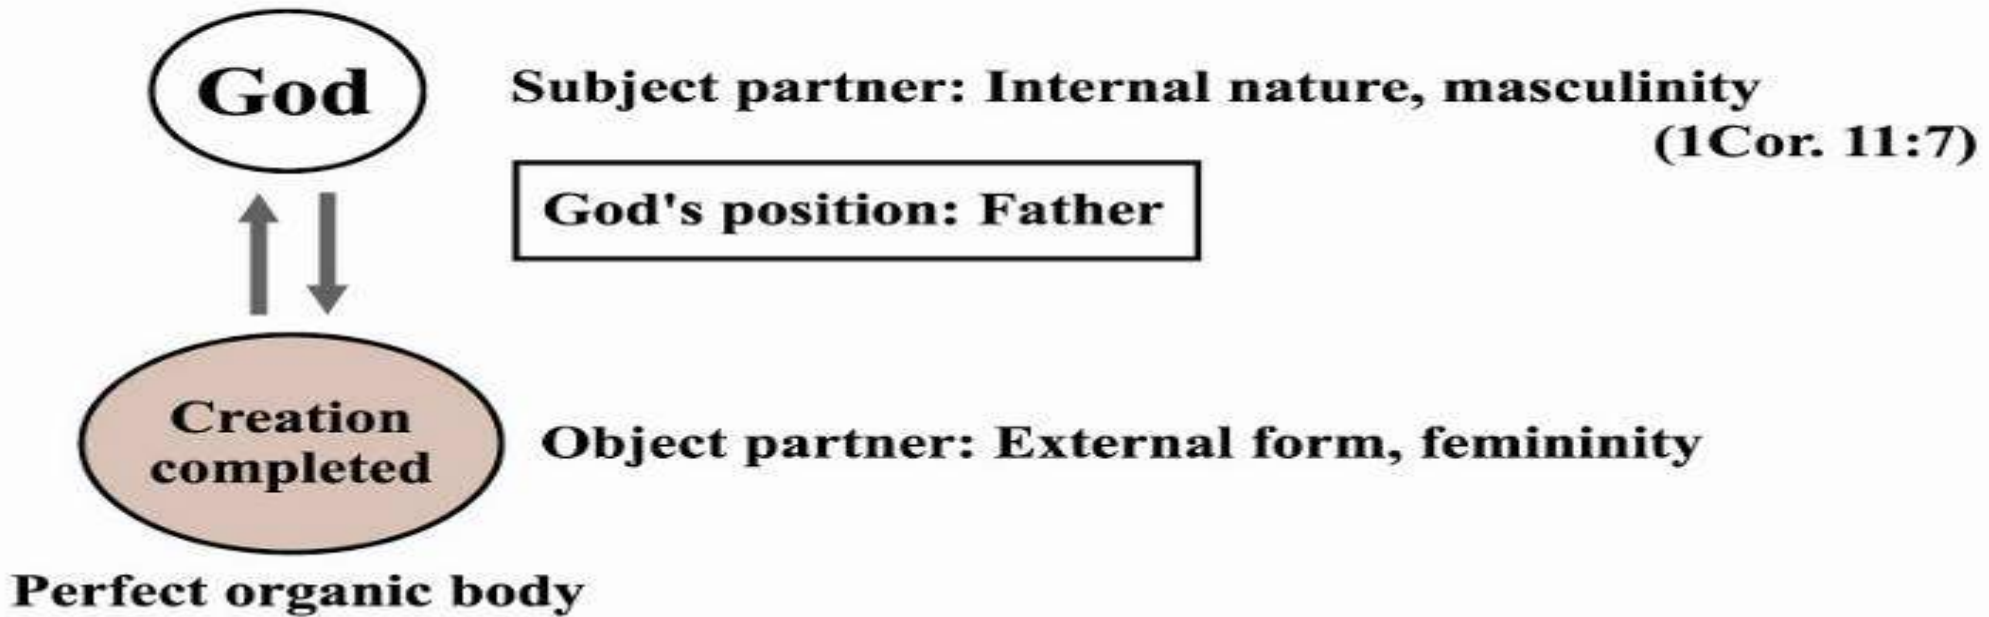 God
Subject partner: Internal nature, masculinity
(1Cor. 11:7)
God's position: Father
Creation
completed
Object partner: External form, femininity
Perfect organic body